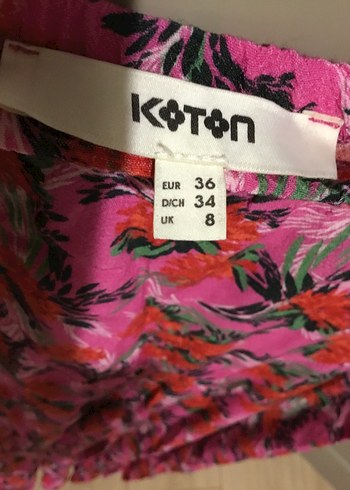 KOTON
EUR 36
D/CH 34
UK 8